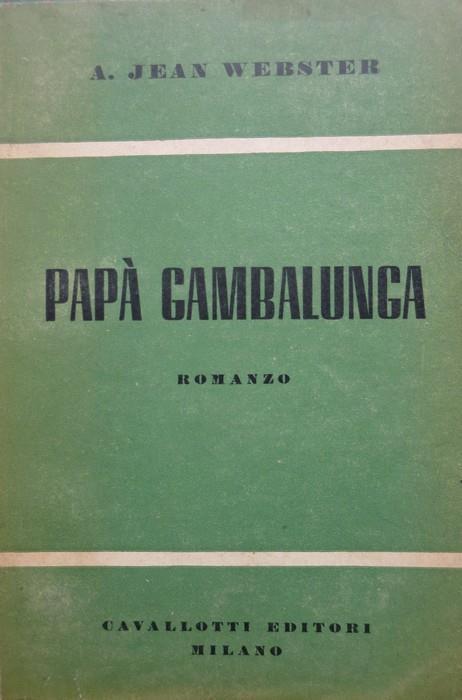 A. JEAN WEBSTER
PAPÀ GAMBALUNGA
ROMANZO
CAVALLOTTI EDITORI
MILANO